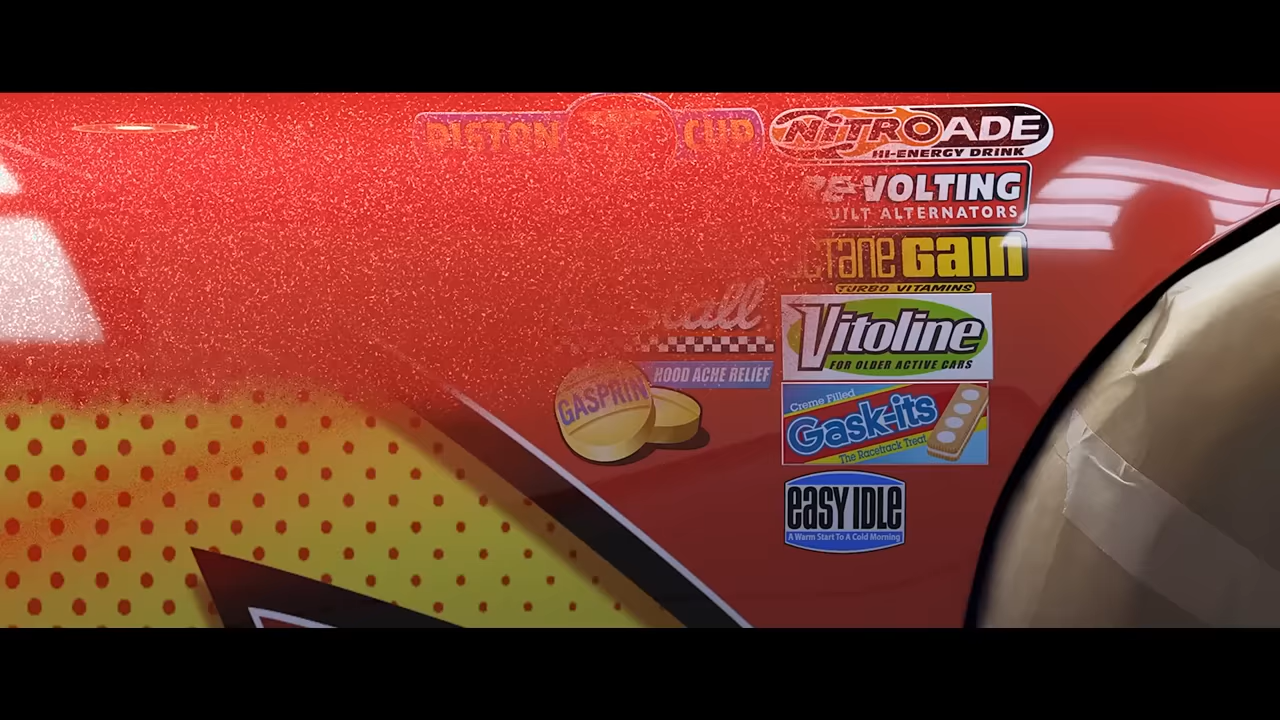 PISTON CUP
NITROADE
HI-ENERGY DRINK
RE-VOLTING
ALTERNATORS
OCTANE GAIN
TURBO VITAMINS
Vitoline
FOR OLDER ACTIVE CARS
HOOD ACHE RELIEF
GASPRIN
Creme Filled
Gask-its
The Racetrack Treat
easy IDLE
A Warm Start To A Cold Morning